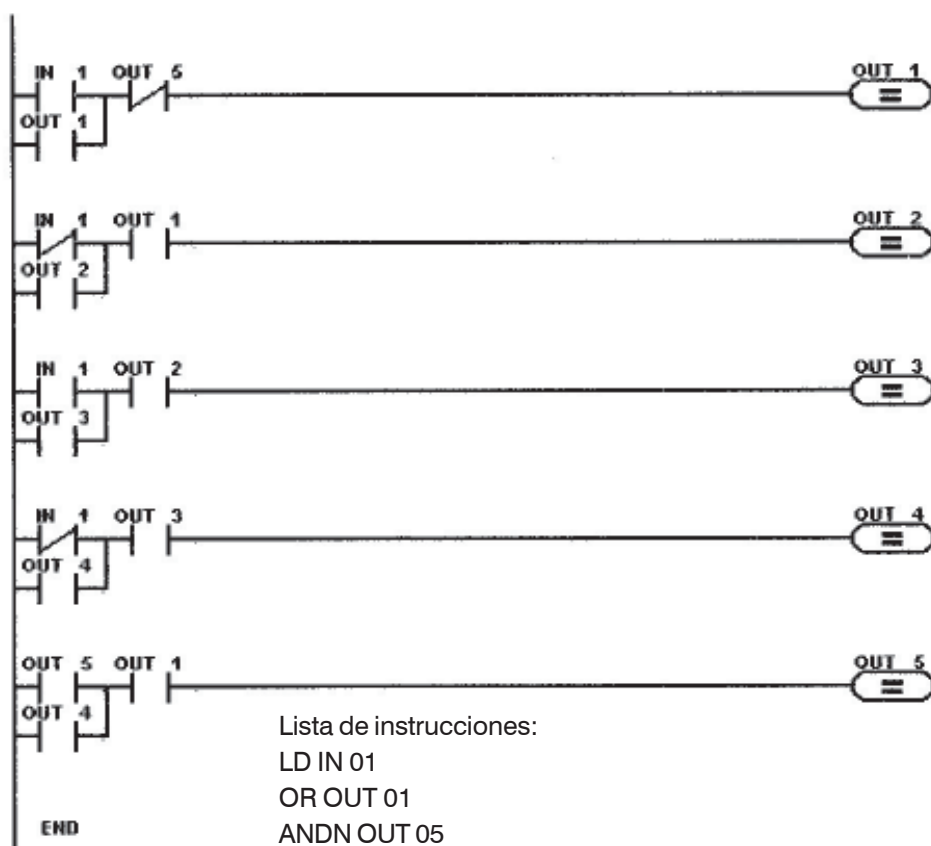 IN 1 OUT 5 OUT 1
OUT 1
IN 1 OUT 1 OUT 2
OUT 2
IN 1 OUT 2 OUT 3
OUT 3
IN 1 OUT 3 OUT 4
OUT 4
OUT 5 OUT 1 OUT 5
OUT 4
END
Lista de instrucciones:
LD IN 01
OR OUT 01
ANDN OUT 05